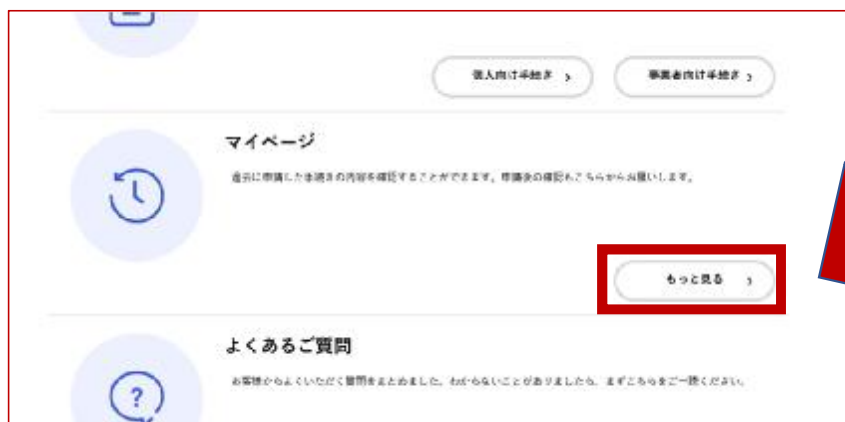 個人向け手続き
事業者向け手続き
マイページ
過去に申請した手続きの内容を確認することができます。申請後の確認もこちらからお願いします。
もっと見る
よくあるご質問
お客様からよくいただく質問をまとめました。わからないことがありましたら、まずこちらをご一読ください。